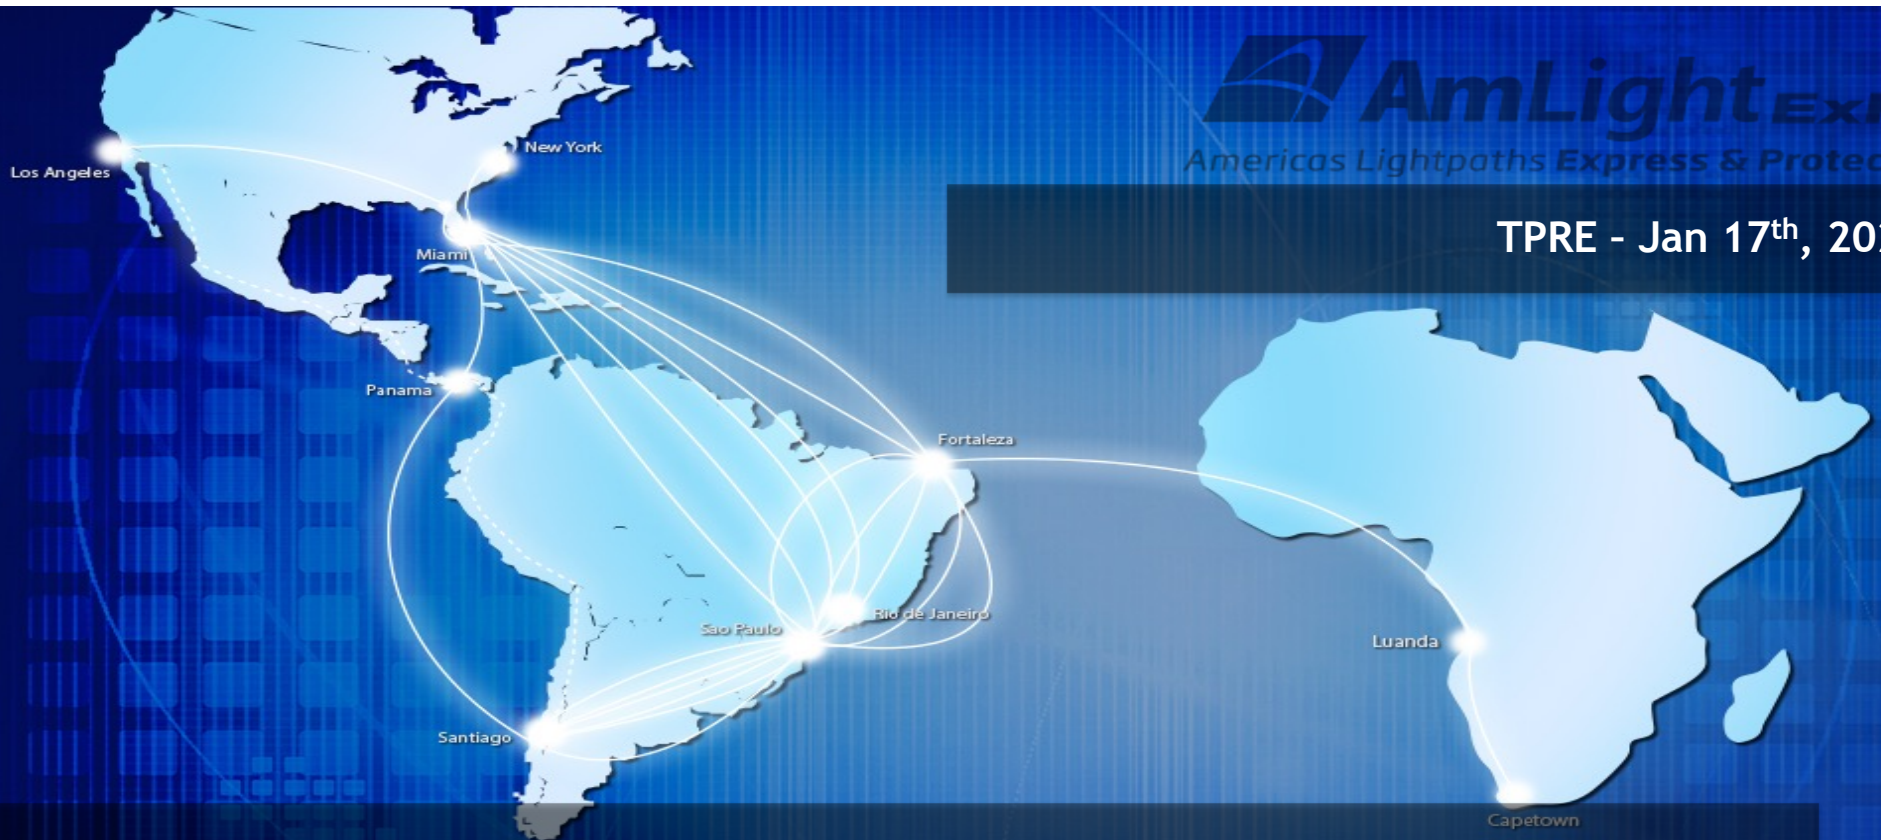 AmLight
Americas Lightpaths Express &
TPRE - Jan 17th,
New York
Los Angeles
Miami
Panama
Fortaleza
Rio de Janeiro
Sao Paulo
Luanda
Santiago
Capetown